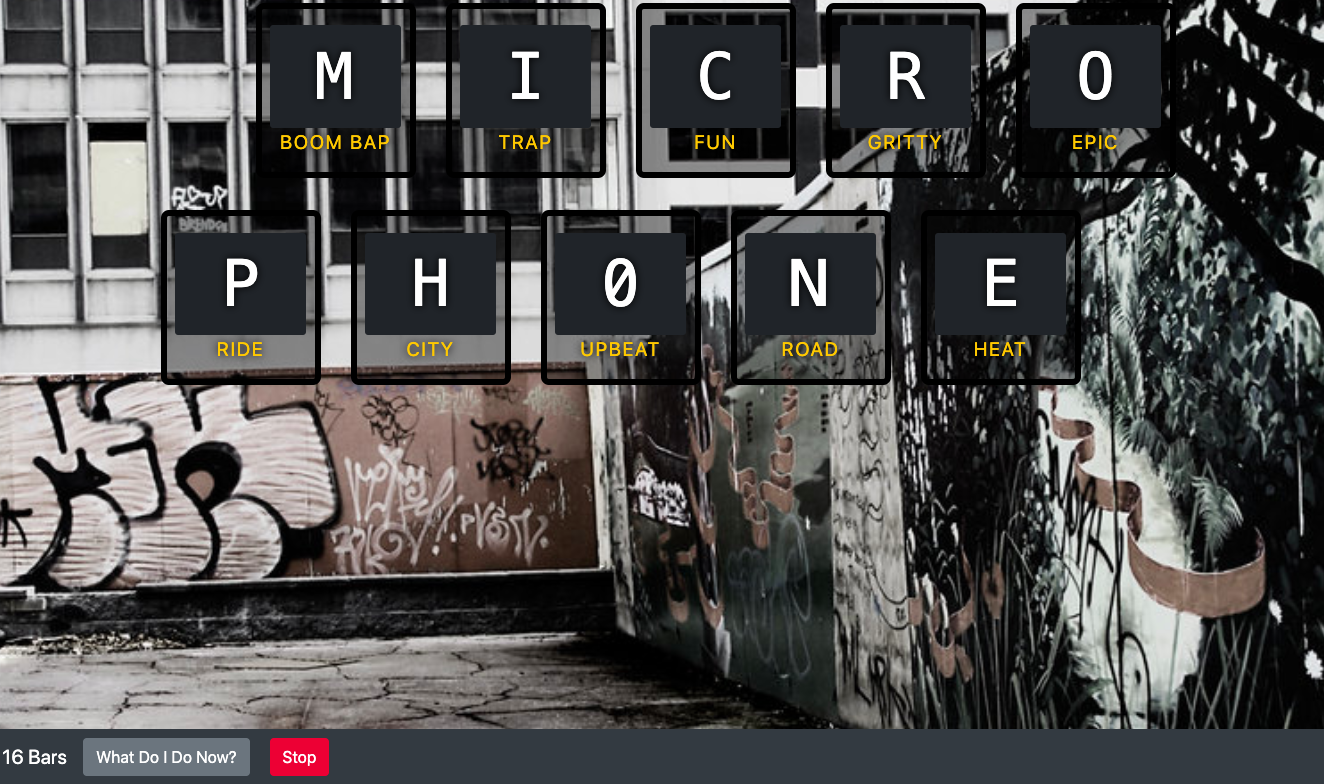 M I C R O
BOOM BAP TRAP FUN GRITTY EPIC
P H 0 N E
RIDE CITY UPBEAT ROAD HEAT
16 Bars What Do I Do Now? Stop